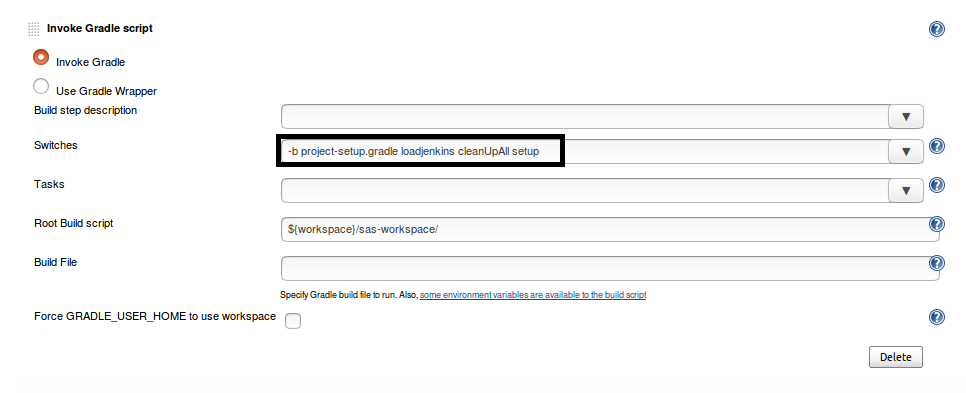 Invoke Gradle script
Invoke Gradle
Use Gradle Wrapper
Build step description
Switches
-b project-setup.gradle loadjenkins cleanUpAll setup
Tasks
Root Build script
${workspace}/sas-workspace/
Build File
Specify Gradle build file to run. Also, some environment variables are available to the build script
Force GRADLE_USER_HOME to use workspace
Delete